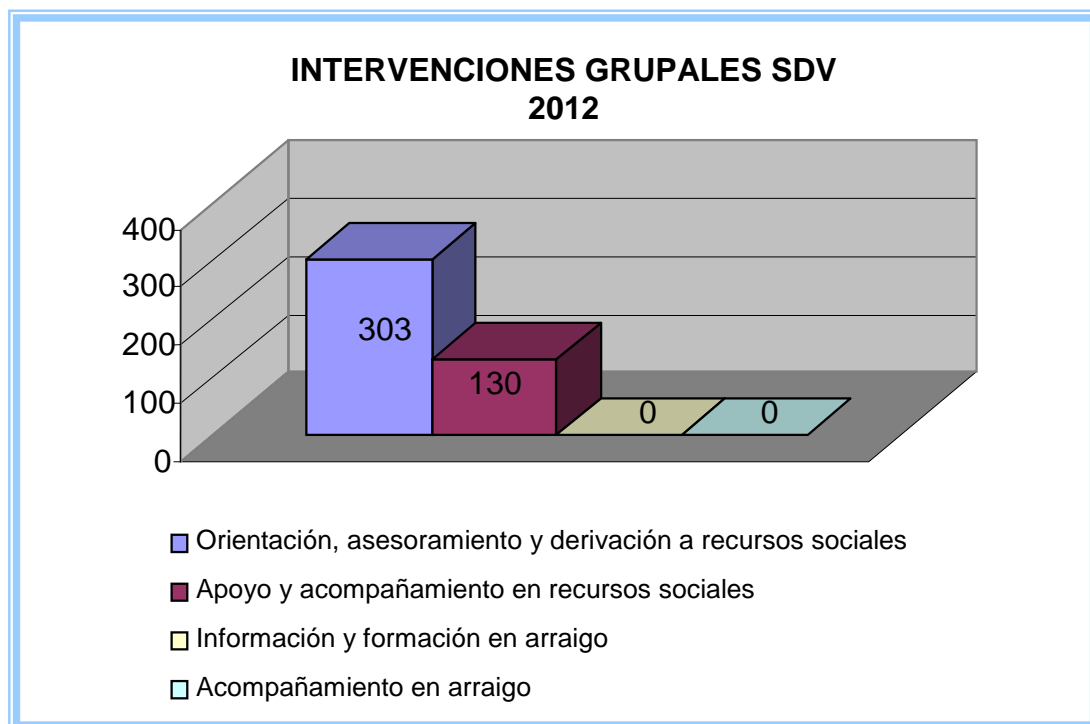 INTERVENCIONES GRUPALES SDV
2012
400
300
200
100
0
303
130
0
0
Orientación, asesoramiento y derivación a recursos sociales
Apoyo y acompañamiento en recursos sociales
Información y formación en arraigo
Acompañamiento en arraigo